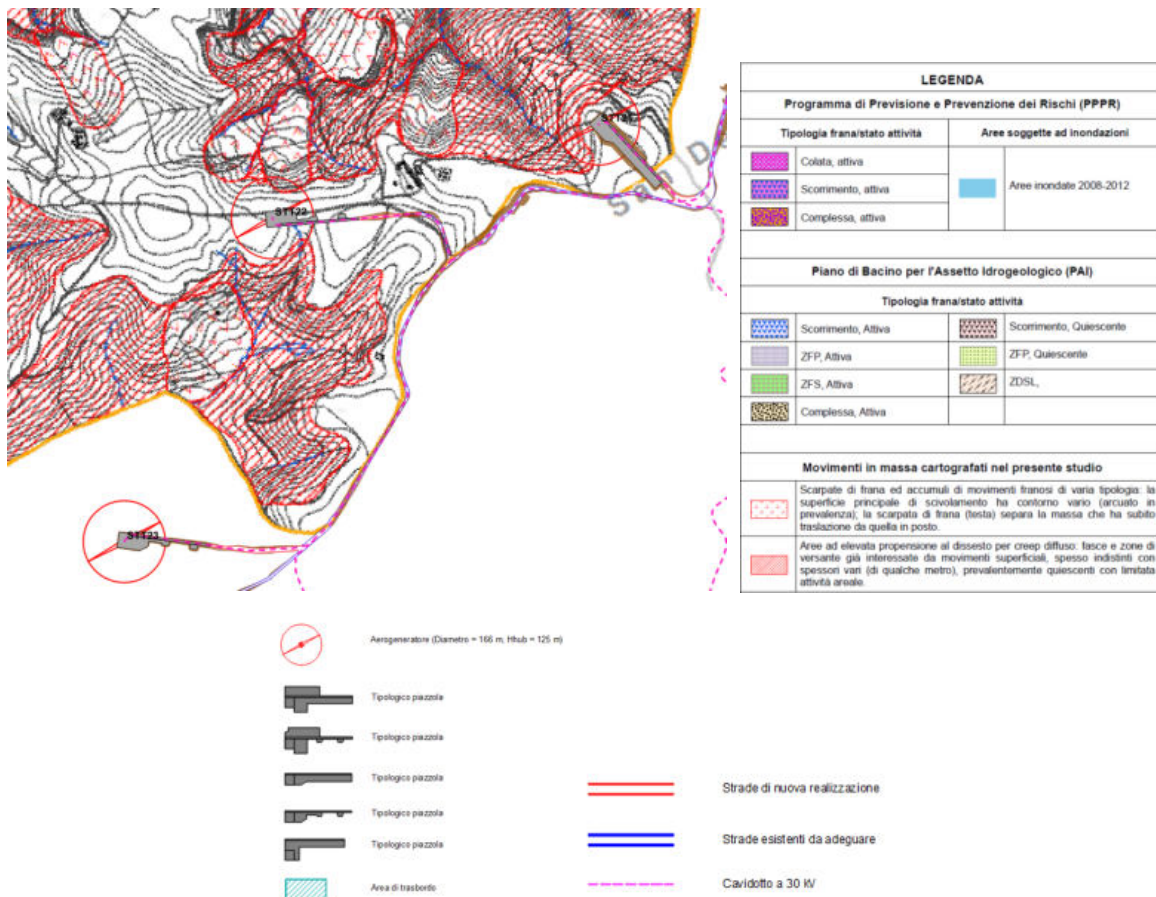 ST122
ST123
LEGENDA
Programma di Previsione e Prevenzione dei Rischi (PPPR)
Tipologia frana/stato attività
Aree soggette ad inondazioni
Colata, attiva
Scorrimento, attiva
Complessa, attiva
Aree inondate 2008-2012
Piano di Bacino per l'Assetto Idrogeologico (PAI)
Tipologia frana/stato attività
Scorrimento, Attiva
Scorrimento, Quiescente
ZFP, Attiva
ZFP, Quiescente
ZFS, Attiva
ZDSL,
Complessa, Attiva
Movimenti in massa cartografati nel presente studio
Scarpate di frana ed accumuli di movimenti franosi di varia tipologia: la
superfice principale di scivolamento ha contorno vario (arcuato in
prevalenza); la scarpata di frana (testa) separa la massa che ha subito
traslazione da quella in posto.
Aree ad elevata propensione al dissesto per creep diffuso: fasce e zone di
versante già interessate da movimenti superficiali, spesso indistinti con
spessori vari (di qualche metro), prevalentemente quiescenti con limitata
attività areale.
Aerogeneratore (Diametro = 166 m, Hhub = 125 m)
Tipologico piazzola
Tipologico piazzola
Tipologico piazzola
Tipologico piazzola
Tipologico piazzola
Area di trasbordo
Strade di nuova realizzazione
Strade esistenti da adeguare
Cavidotto a 30 kV